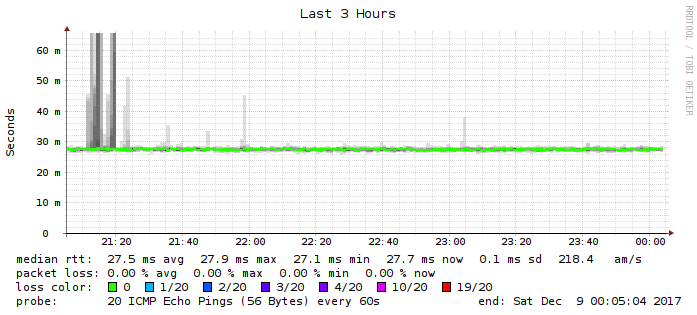 Last 3 Hours
RRDTOOL / TOBI OETIKER
Seconds
60 m
50 m
40 m
30 m
20 m
10 m
0
21:20 21:40 22:00 22:20 22:40 23:00 23:20 23:40 00:00
median rtt: 27.5 ms avg 27.9 ms max 27.1 ms min 27.7 ms now 0.1 ms sd 218.4 am/s
packet loss: 0.00 % avg 0.00 % max 0.00 % min 0.00 % now
loss color: 0 1/20 2/20 3/20 4/20 10/20 19/20
probe: 20 ICMP Echo Pings (56 Bytes) every 60s end: Sat Dec 9 00:05:04 2017